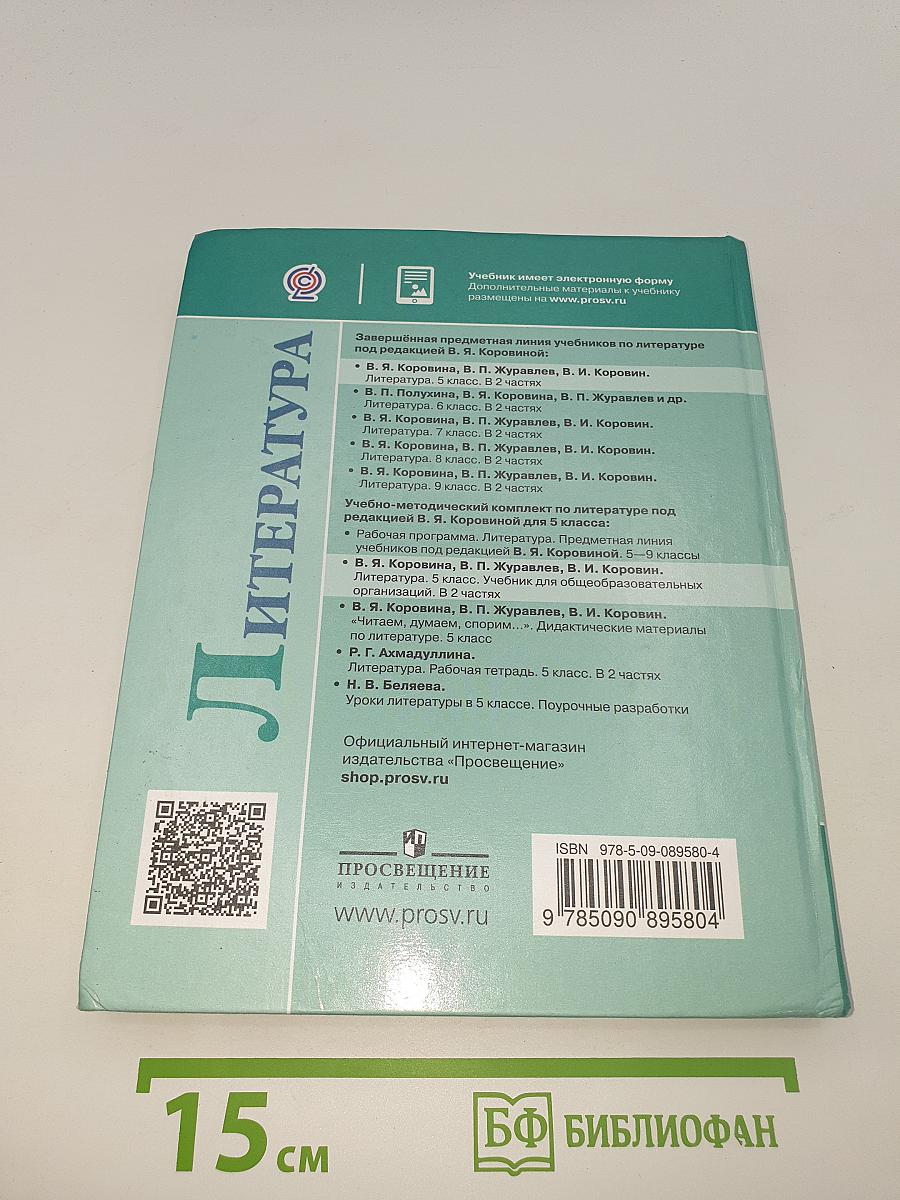 Учебник имеет электронную форму
Дополнительные материалы к учебнику
размещены на www.prosv.ru
ЛИТЕРАТУРА
Завершённая предметная линия учебников по литературе
под редакцией В. Я. Коровиной:
• В. Я. Коровина, В. П. Журавлев, В. И. Коровин.
Литература. 5 класс. В 2 частях
• В. П. Полухина, В. Я. Коровина, В. П. Журавлев и др.
Литература. 6 класс. В 2 частях
• В. Я. Коровина, В. П. Журавлев, В. И. Коровин.
Литература. 7 класс. В 2 частях
• В. Я. Коровина, В. П. Журавлев, В. И. Коровин.
Литература. 8 класс. В 2 частях
• В. Я. Коровина, В. П. Журавлев, В. И. Коровин.
Литература. 9 класс. В 2 частях
Учебно-методический комплект по литературе под
редакцией В. Я. Коровиной для 5 класса:
• Рабочая программа. Литература. Предметная линия
учебников под редакцией В. Я. Коровиной. 5—9 классы
• В. Я. Коровина, В. П. Журавлев, В. И. Коровин.
Литература. 5 класс. Учебник для общеобразовательных
организаций. В 2 частях
• В. Я. Коровина, В. П. Журавлев, В. И. Коровин.
«Читаем, думаем, спорим...». Дидактические материалы
по литературе. 5 класс
• Р. Г. Ахмадуллина.
Литература. Рабочая тетрадь. 5 класс. В 2 частях
• Н. В. Беляева.
Уроки литературы в 5 классе. Поурочные разработки
Официальный интернет-магазин
издательства «Просвещение»
shop.prosv.ru
ИП
ПРОСВЕЩЕНИЕ
ИЗДАТЕЛЬСТВО
www.prosv.ru
ISBN 978-5-09-089580-4
9 785090 895804
15 см
БФ БИБЛИОФАН